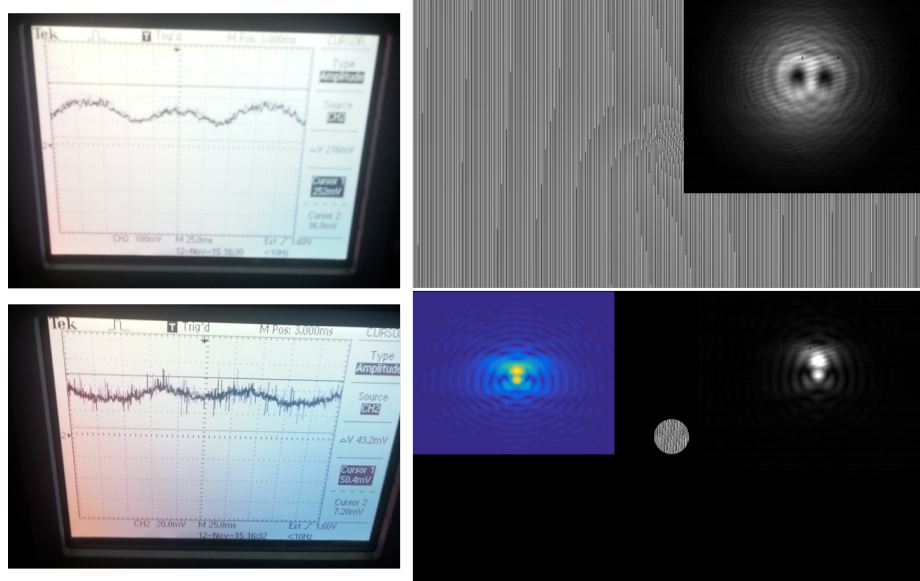 Tek Trig'd M Pos: 3.000ms CURSOR
Type
Amplitude
Source
CH2
△V 216mV
Cursor 1
252mV
Cursor 2
36.0mV
CH2 100mV M 25.0ms Ext / 1.60V
12-Nov-15 16:30 <10Hz
2
Tek Trig'd M Pos: 3.000ms CURSO
Type
Amplitude
Source
CH2
△V 43.2mV
Cursor 1
50.4mV
Cursor 2
7.20mV
CH2 20.0mV M 25.0ms Ext / 1.60V
12-Nov-15 16:32 <10Hz
2